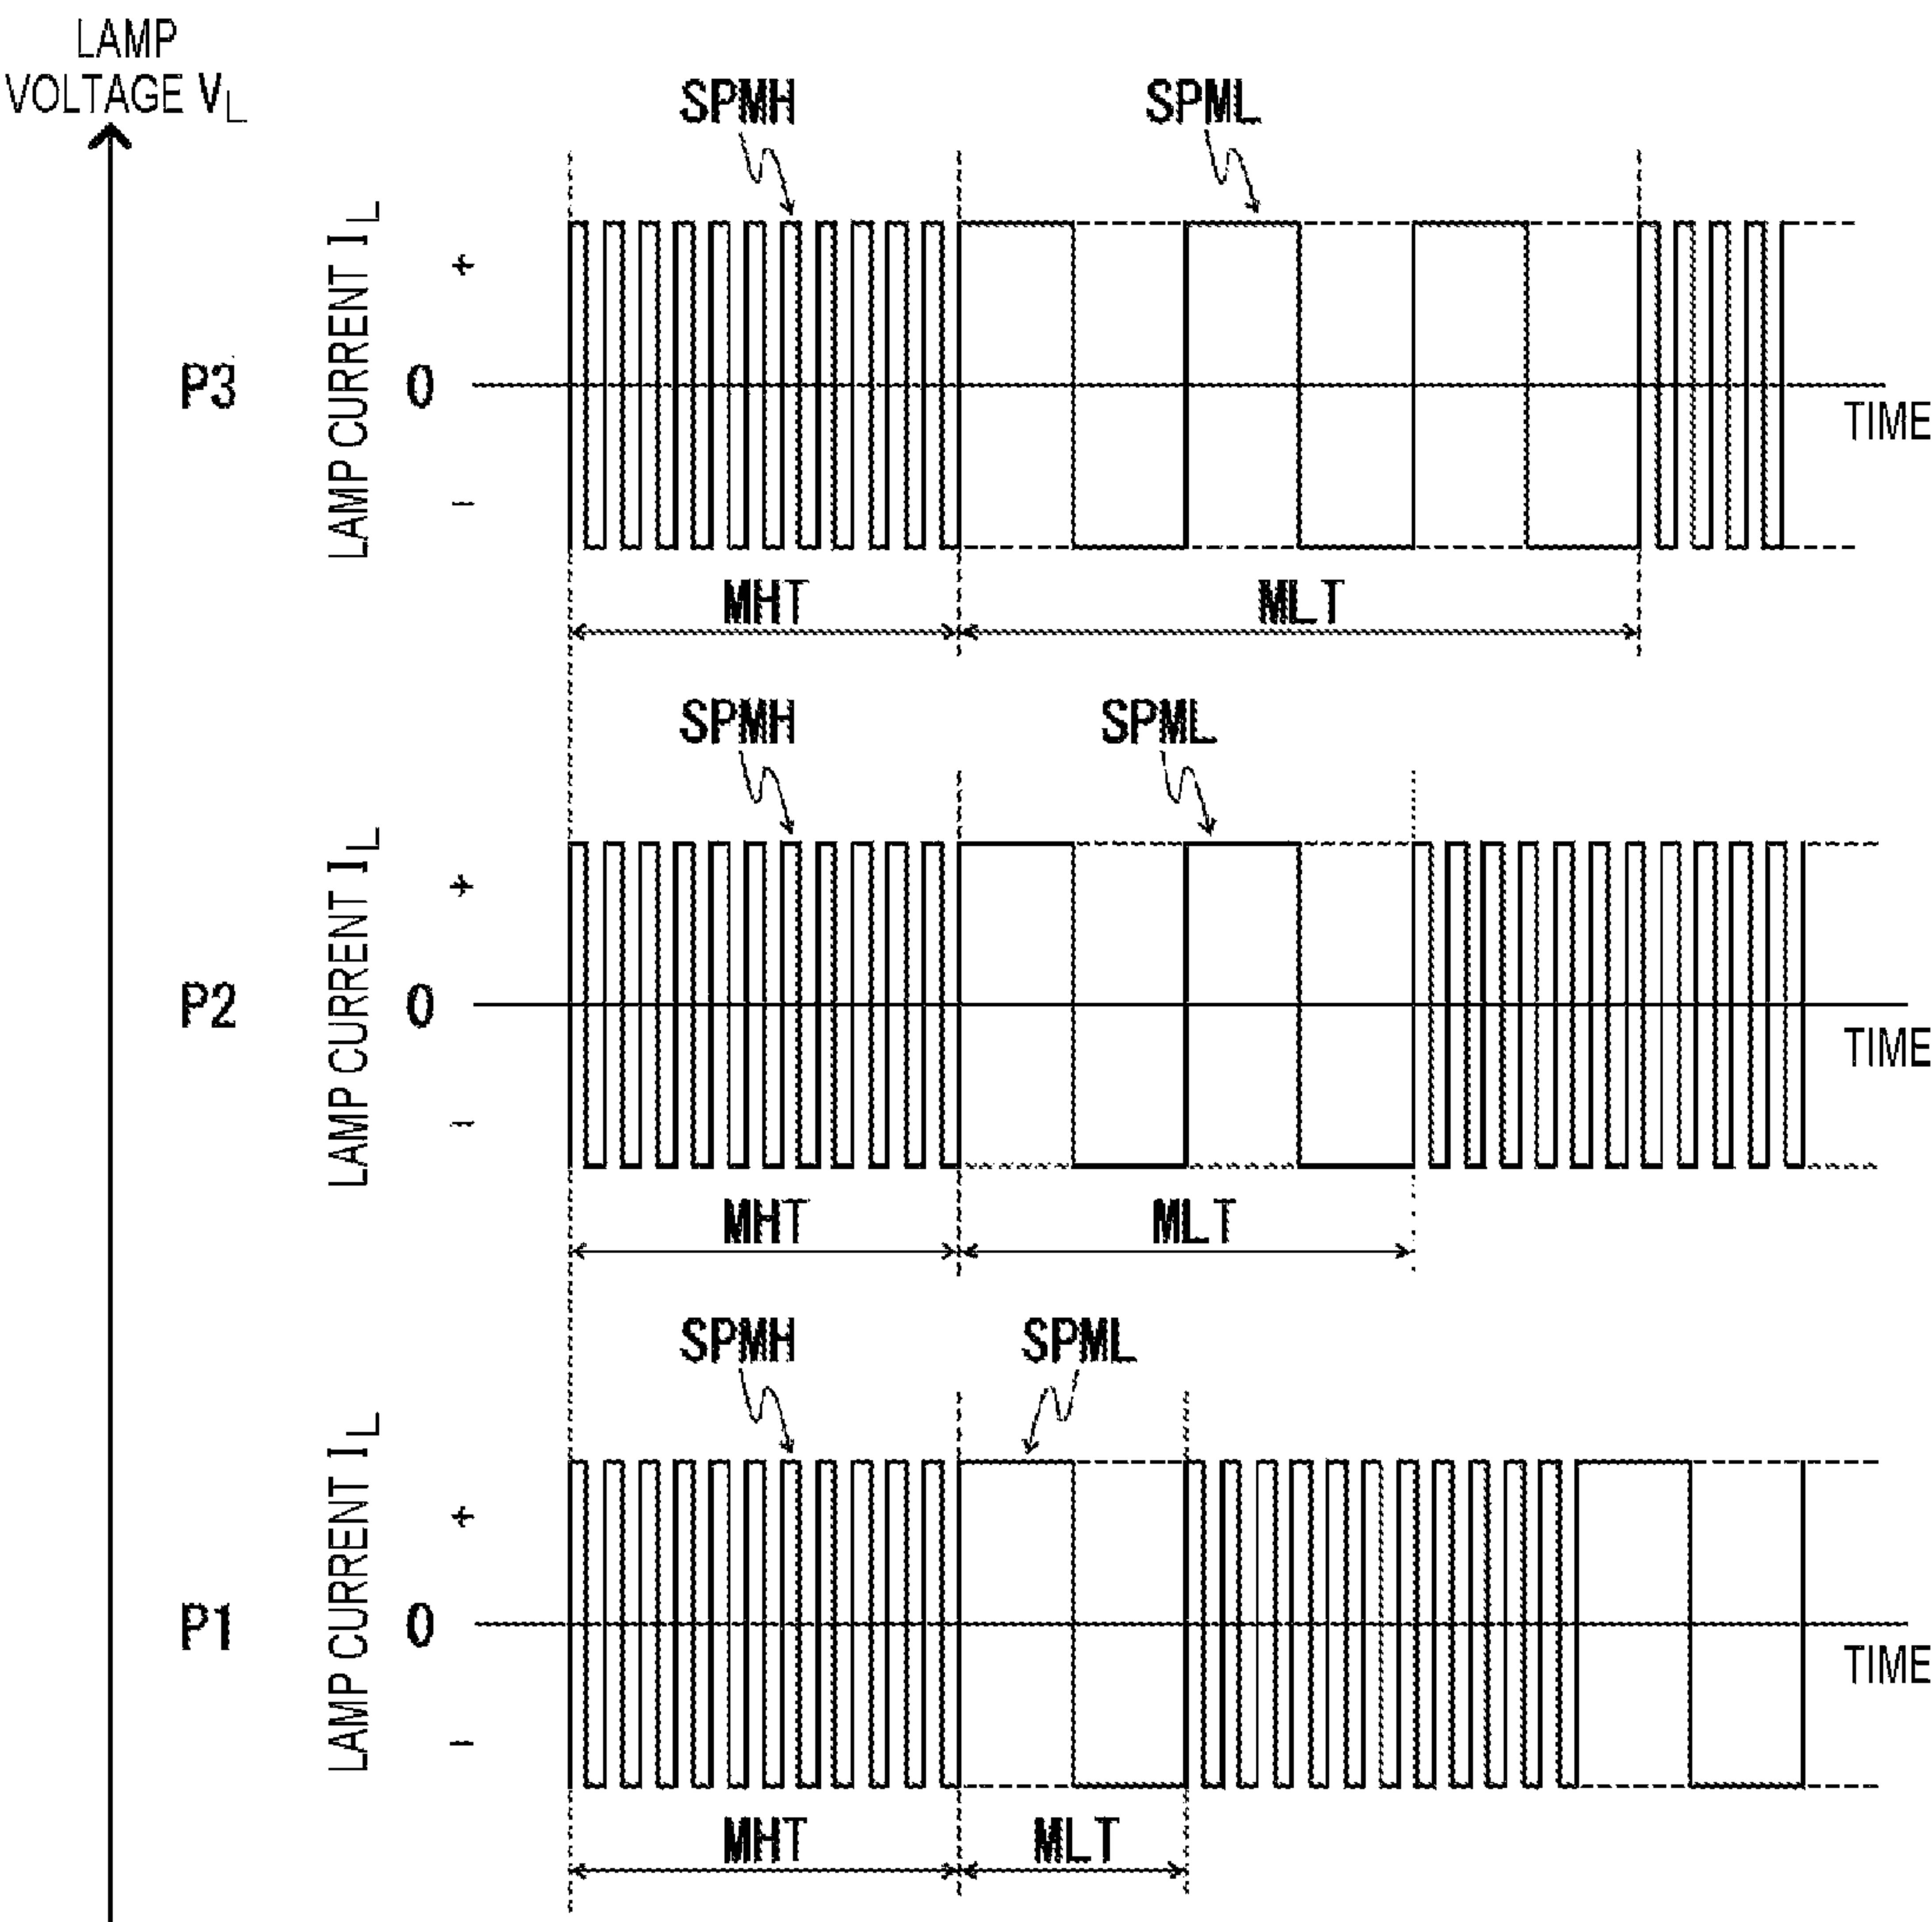 LAMP
VOLTAGE VL
SPMH
SPML
LAMP CURRENT IL
+
P3
0
TIME
−
MHT
MLT
SPMH
SPML
LAMP CURRENT IL
+
P2
0
TIME
−
MHT
MLT
SPMH
SPML
LAMP CURRENT IL
+
P1
0
TIME
−
MHT
MLT